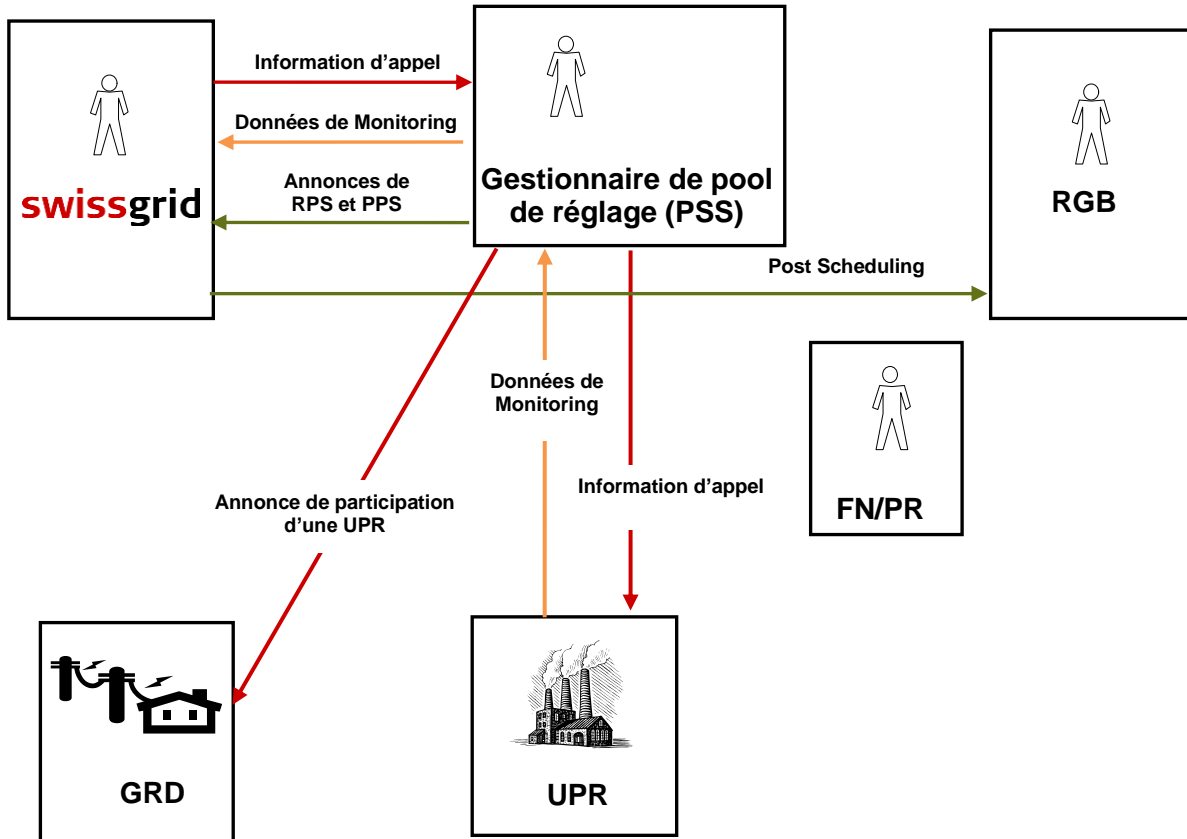 Information d'appel
Données de Monitoring
Annonces de
RPS et PPS
swissgrid
Gestionnaire de pool
de réglage (PSS)
RGB
Post Scheduling
Données de
Monitoring
Information d'appel
FN/PR
Annonce de participation
d'une UPR
GRD
UPR